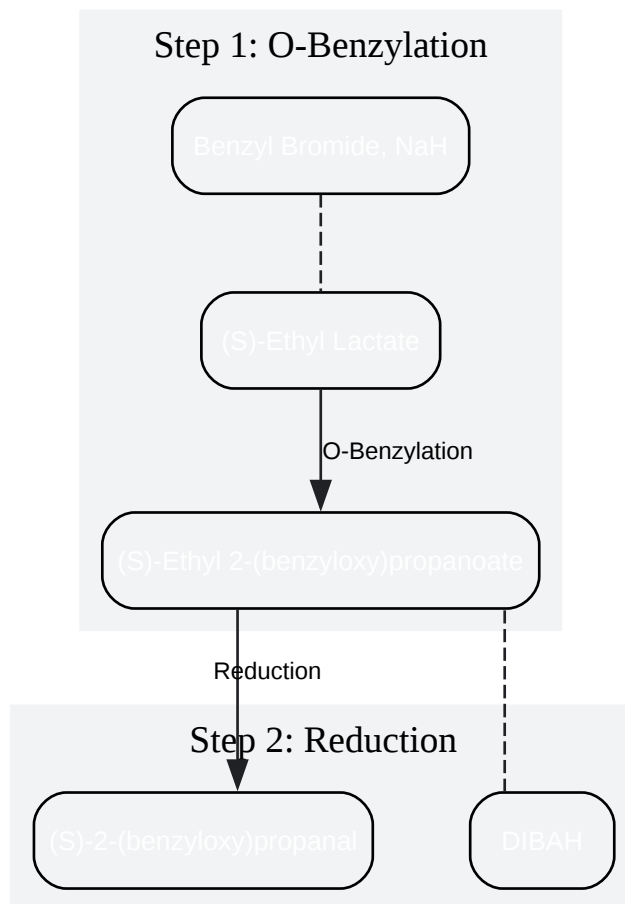 Step 1: O-Benzylation
Benzyl Bromide, NaH
(S)-Ethyl Lactate
O-Benzylation
(S)-Ethyl 2-(benzyloxy)propanoate
Reduction
Step 2: Reduction
(S)-2-(benzyloxy)propanal
DIBAH